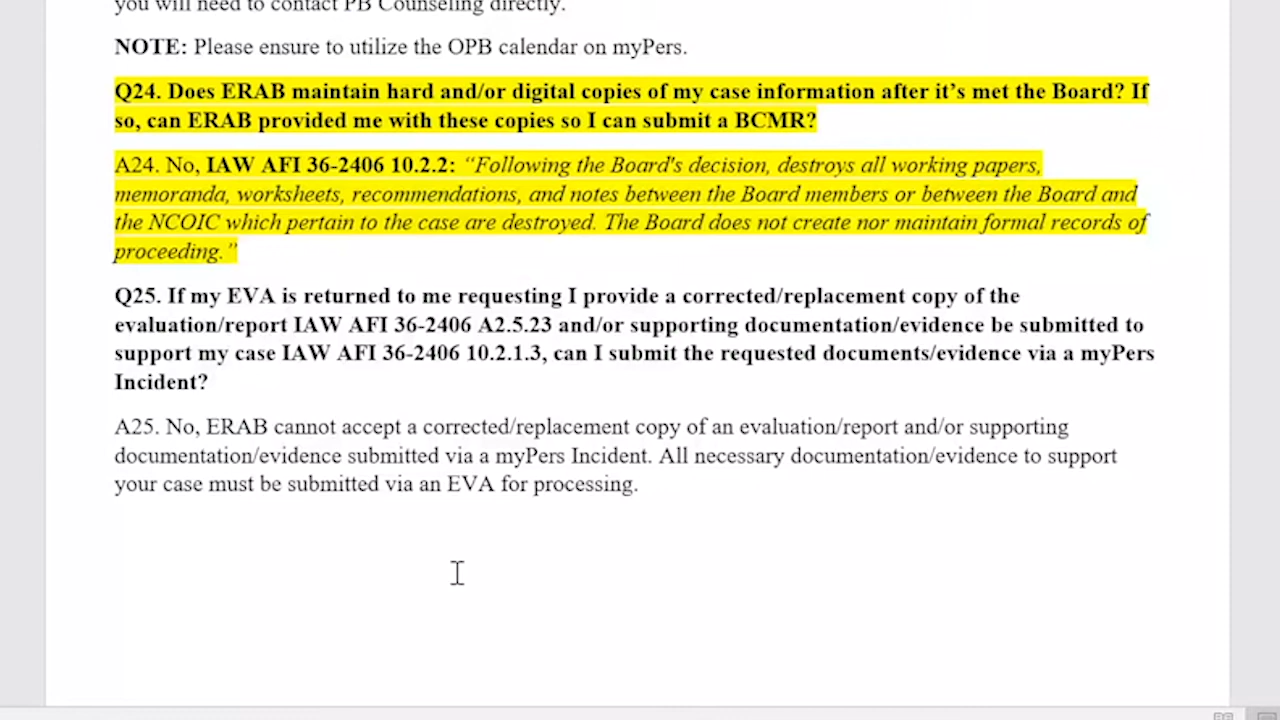 you will need to contact PB Counseling directly.
NOTE: Please ensure to utilize the OPB calendar on myPers.
Q24. Does ERAB maintain hard and/or digital copies of my case information after it’s met the Board? If
so, can ERAB provided me with these copies so I can submit a BCMR?
A24. No, IAW AFI 36-2406 10.2.2: “Following the Board's decision, destroys all working papers,
memoranda, worksheets, recommendations, and notes between the Board members or between the Board and
the NCOIC which pertain to the case are destroyed. The Board does not create nor maintain formal records of
proceeding.”
Q25. If my EVA is returned to me requesting I provide a corrected/replacement copy of the
evaluation/report IAW AFI 36-2406 A2.5.23 and/or supporting documentation/evidence be submitted to
support my case IAW AFI 36-2406 10.2.1.3, can I submit the requested documents/evidence via a myPers
Incident?
A25. No, ERAB cannot accept a corrected/replacement copy of an evaluation/report and/or supporting
documentation/evidence submitted via a myPers Incident. All necessary documentation/evidence to support
your case must be submitted via an EVA for processing.